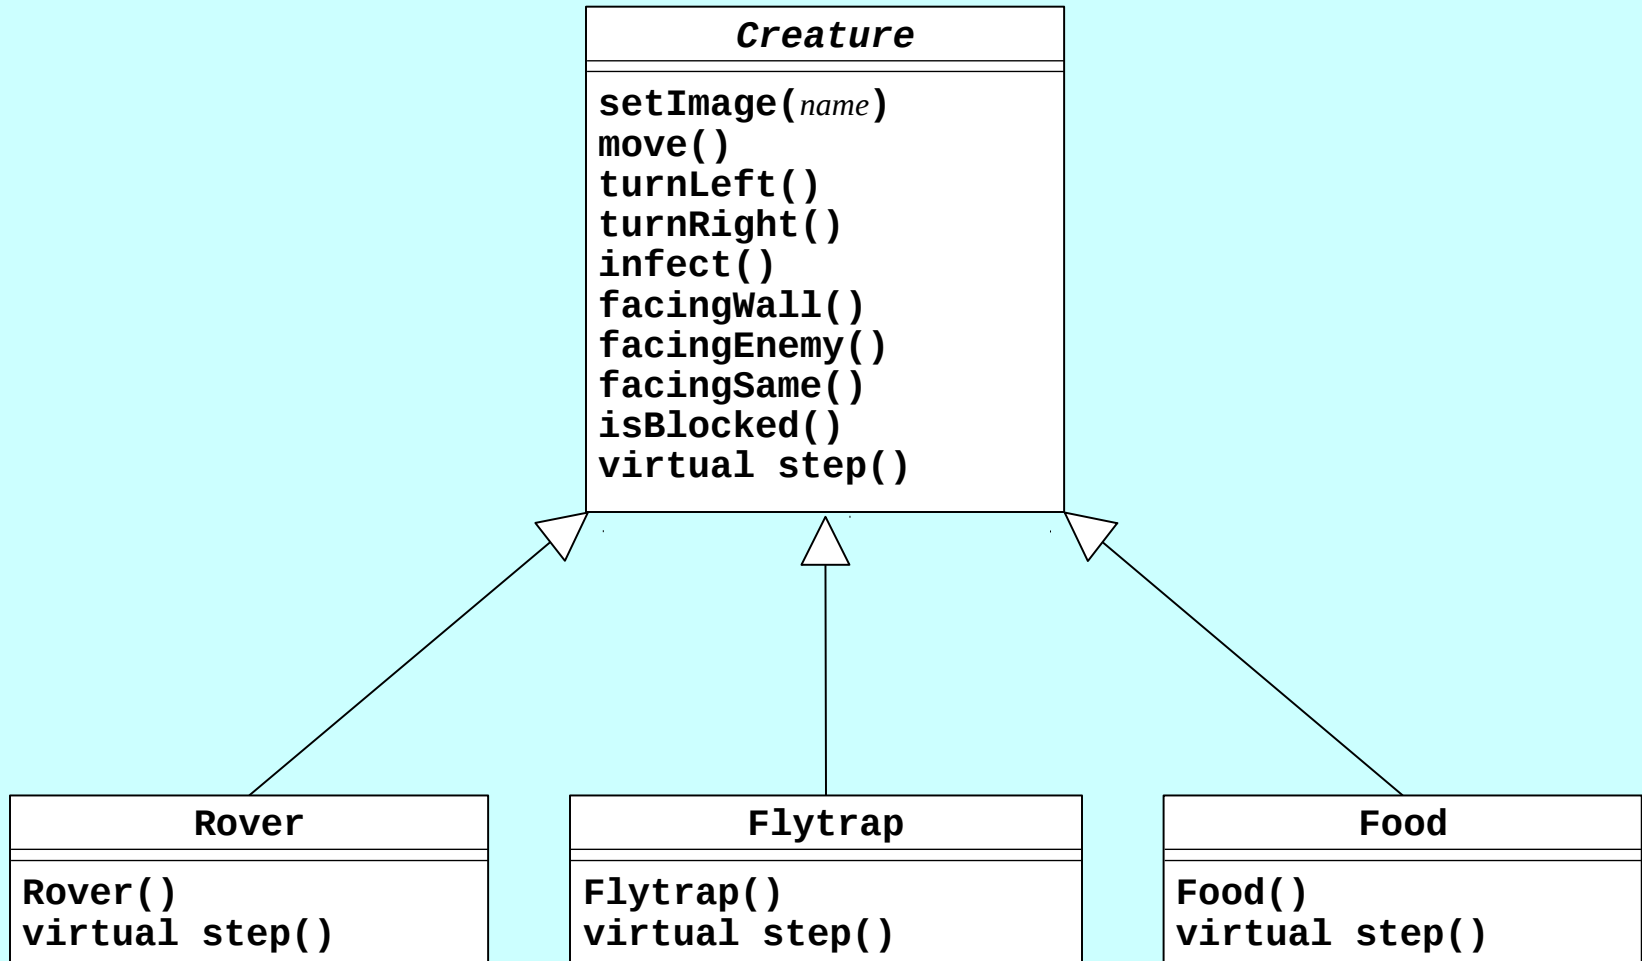 Creature
setImage(name)
move()
turnLeft()
turnRight()
infect()
facingWall()
facingEnemy()
facingSame()
isBlocked()
virtual step()
Rover
Rover()
virtual step()
Flytrap
Flytrap()
virtual step()
Food
Food()
virtual step()